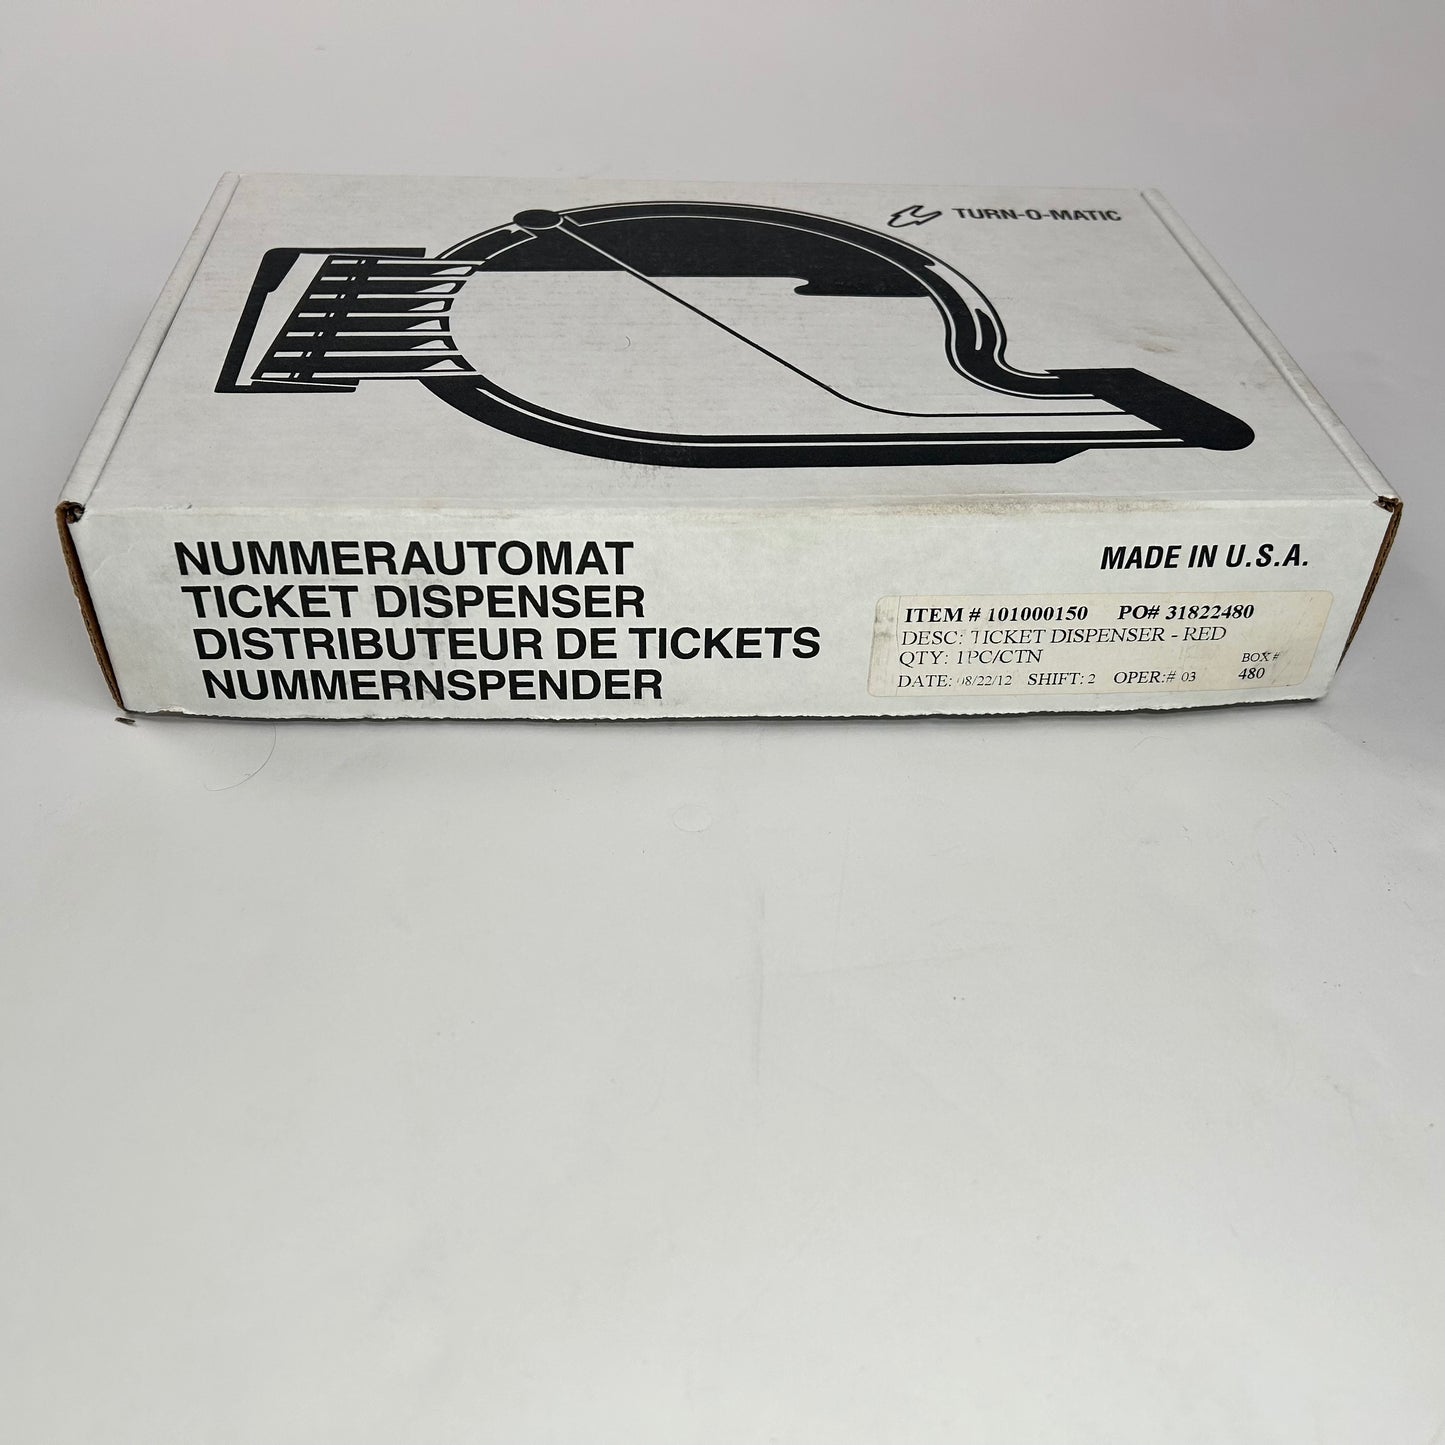 TURN-O-MATIC
NUMMERAUTOMAT
TICKET DISPENSER
DISTRIBUTEUR DE TICKETS
NUMMERNSPENDER
MADE IN U.S.A.
ITEM # 101000150 PO# 31822480
DESC: TICKET DISPENSER - RED
QTY: 1PC/CTN BOX #
DATE: 08/22/12 SHIFT: 2 OPER:# 03 480